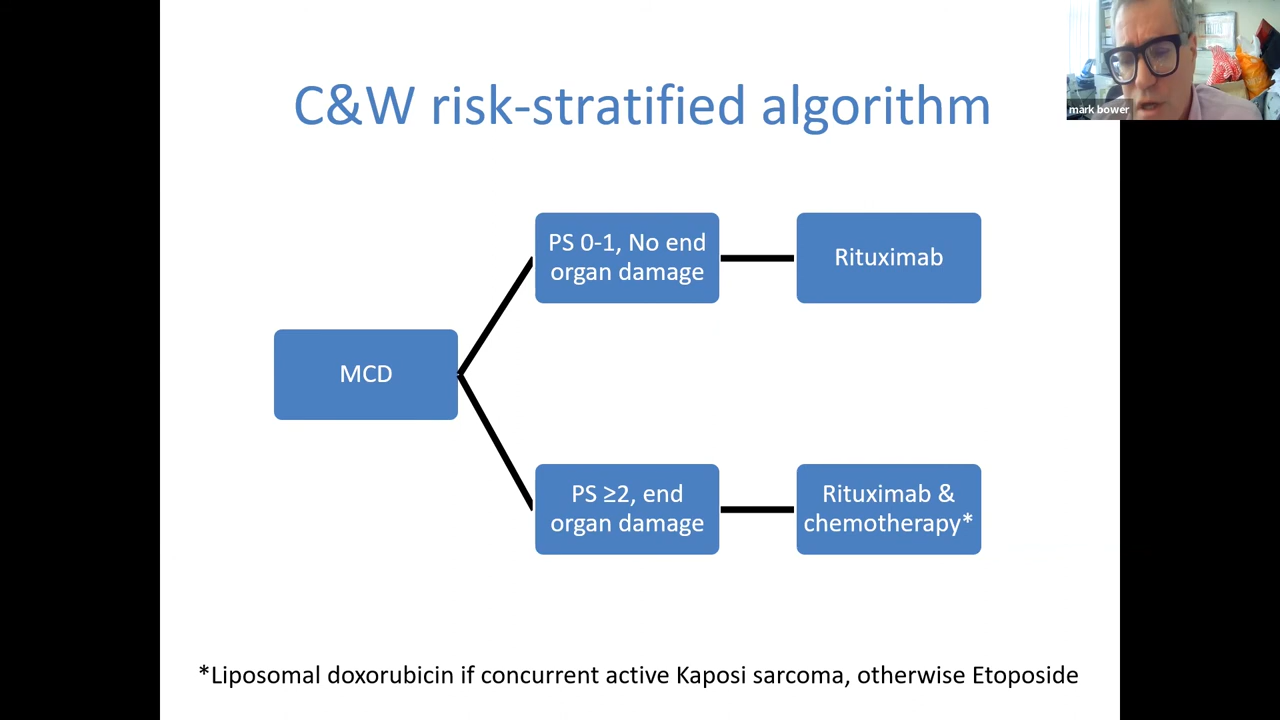 C&W risk-stratified algorithm
mark bower
PS 0-1, No end
organ damage
Rituximab
MCD
PS ≥2, end
organ damage
Rituximab &
chemotherapy*
*Liposomal doxorubicin if concurrent active Kaposi sarcoma, otherwise Etoposide